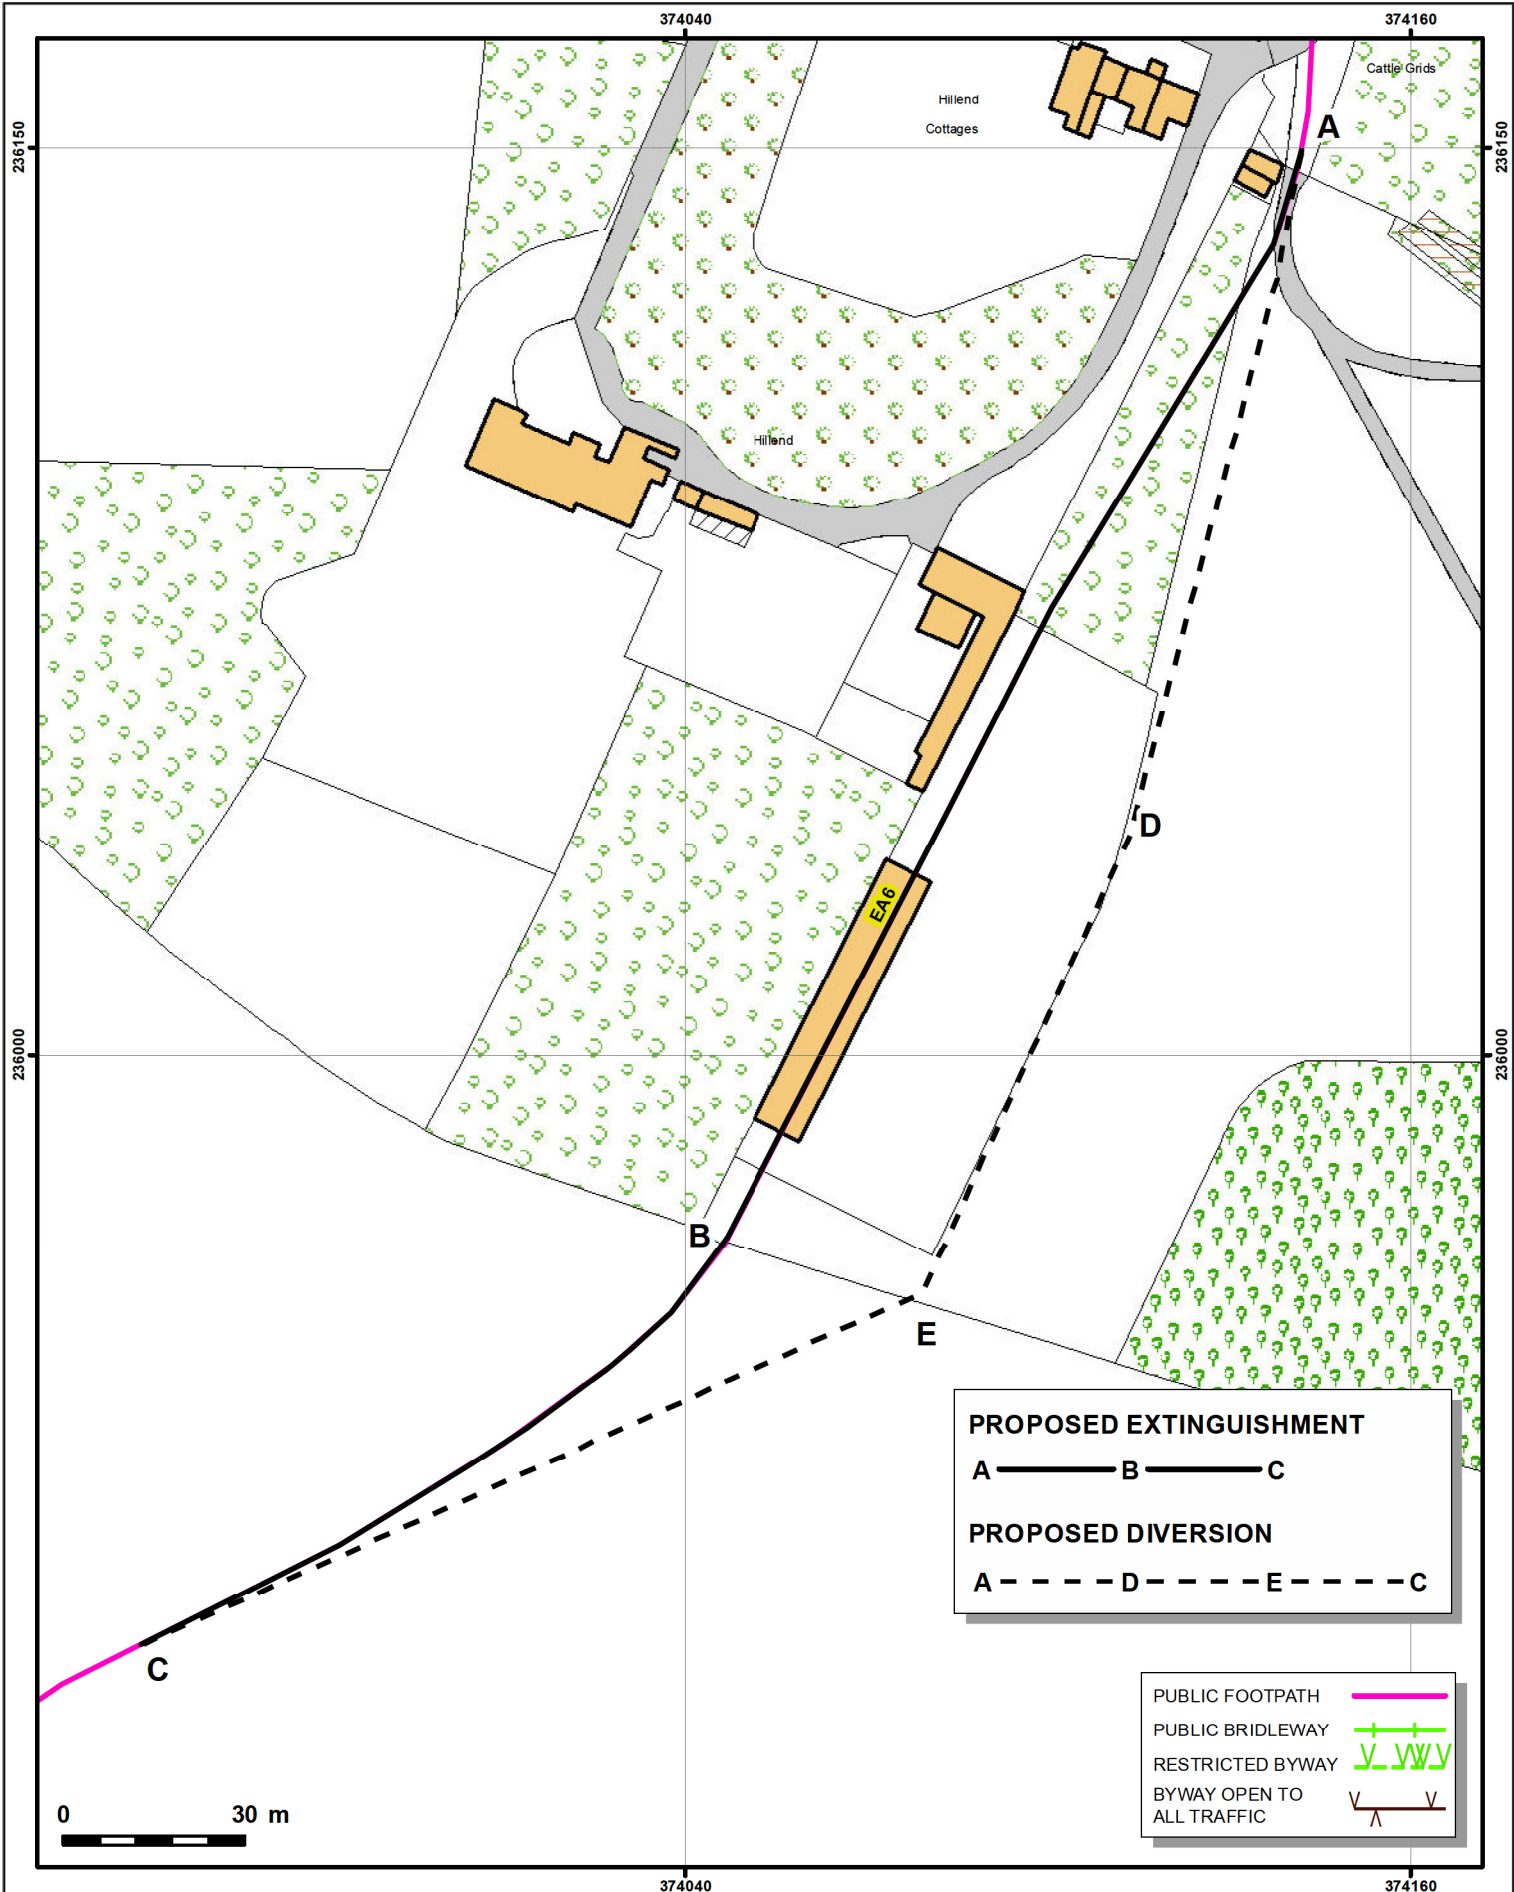 374040
374160
Cattle Grids
Hillend
Cottages
A
236150
236150
Hillend
D
EA6
236000
236000
B
E
PROPOSED EXTINGUISHMENT
A B C
PROPOSED DIVERSION
A D E C
C
PUBLIC FOOTPATH
PUBLIC BRIDLEWAY
RESTRICTED BYWAY
BYWAY OPEN TO
ALL TRAFFIC
0 30 m
374040
374160